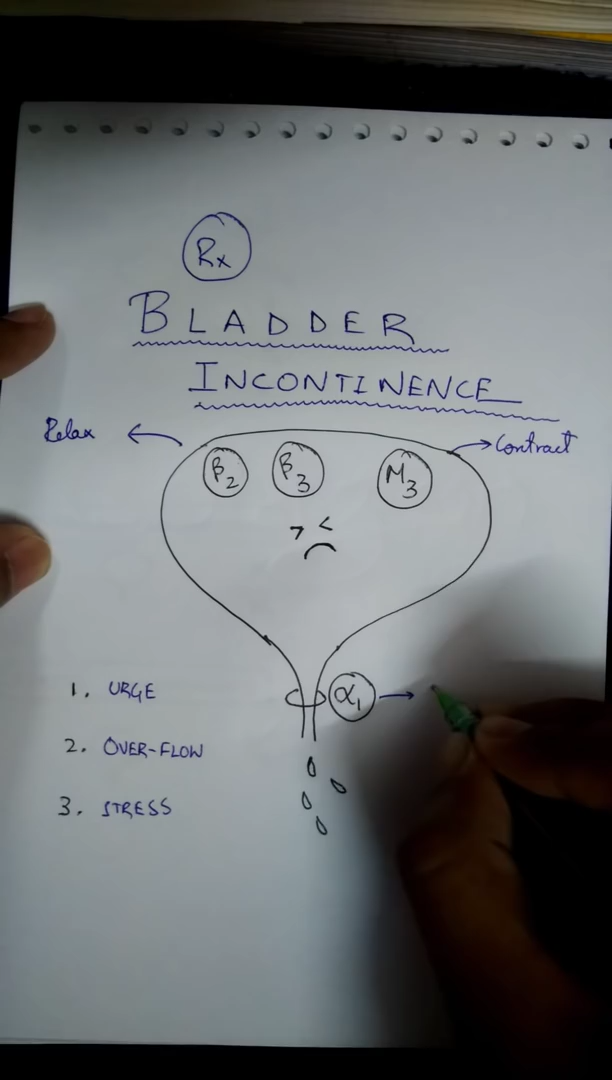 Rx
BLADDER
INCONTINENCE
Relax
Contract
β2 β3 M3
α1
1. URGE
2. OVER-FLOW
3. STRESS